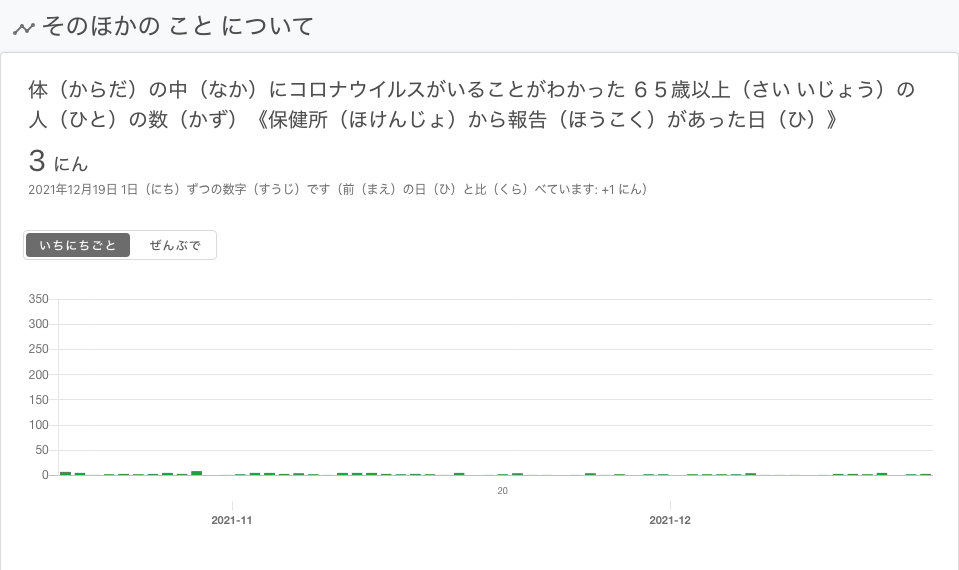 そのほかの こと について
体（からだ）の中（なか）にコロナウイルスがいることがわかった ６５歳以上（さい いじょう）の
人（ひと）の数（かず）《保健所（ほけんじょ）から報告（ほうこく）があった日（ひ）》
3 にん
2021年12月19日 1日（にち）ずつの数字（すうじ）です（前（まえ）の日（ひ）と比（くら）べています: +1 にん）
いちにちごと ぜんぶで
350
300
250
200
150
100
50
0
20
2021-11 2021-12